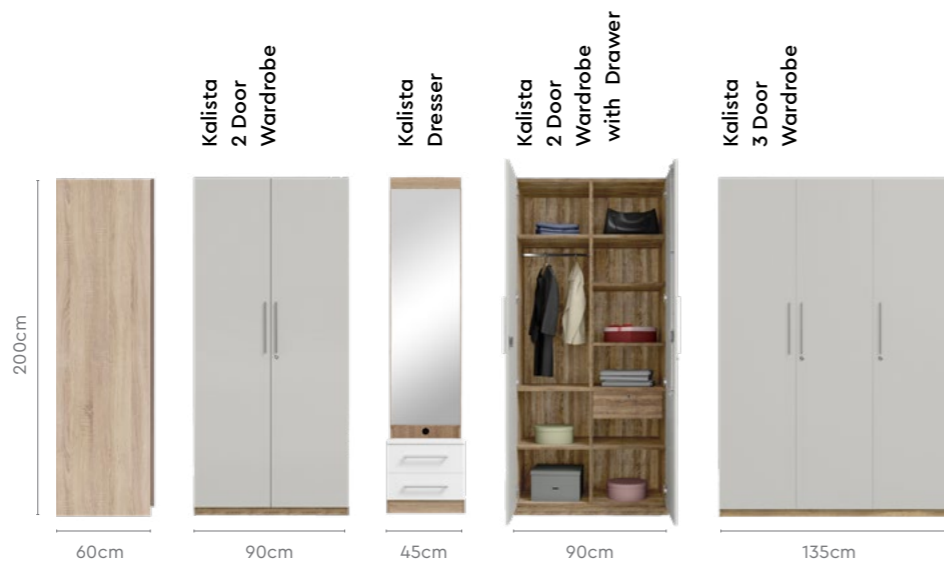 Kalista
2 Door
Wardrobe
Kalista
Dresser
Kalista
2 Door
Wardrobe
with Drawer
Kalista
3 Door
Wardrobe
200cm
60cm
90cm
45cm
90cm
135cm